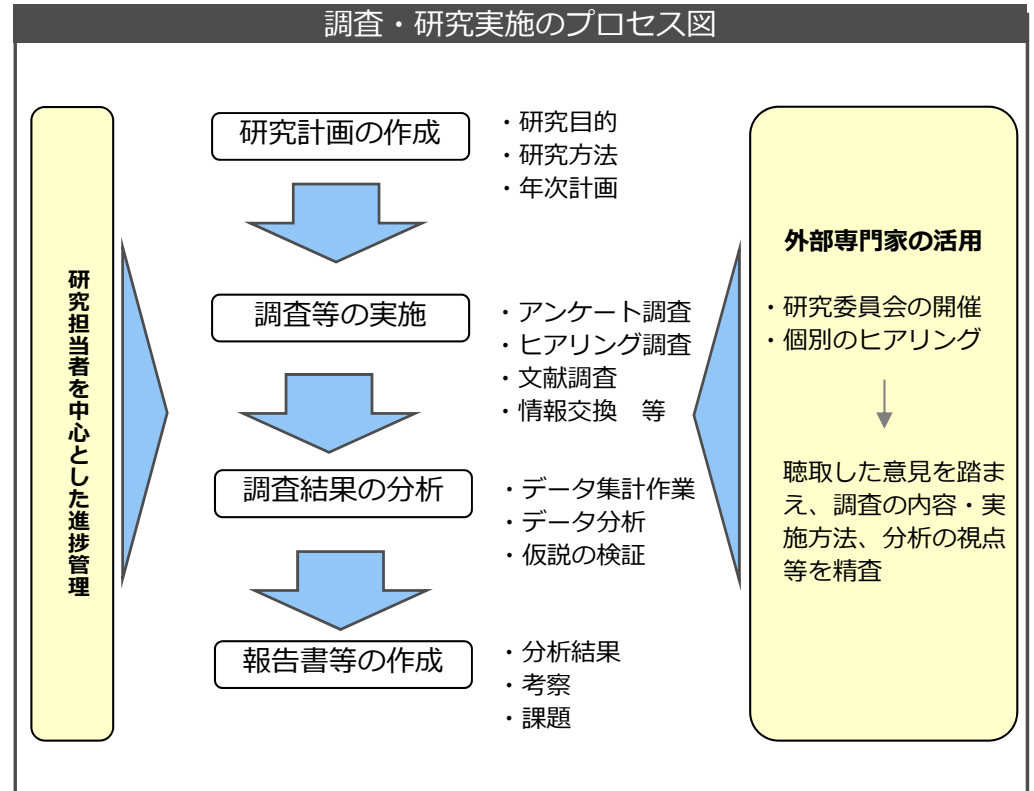 調査・研究実施のプロセス図
研究担当者を中心とした進捗管理
研究計画の作成
・研究目的
・研究方法
・年次計画
調査等の実施
・アンケート調査
・ヒアリング調査
・文献調査
・情報交換　等
調査結果の分析
・データ集計作業
・データ分析
・仮説の検証
報告書等の作成
・分析結果
・考察
・課題
外部専門家の活用
・研究委員会の開催
・個別のヒアリング
聴取した意見を踏ま
え、調査の内容・実
施方法、分析の視点
等を精査